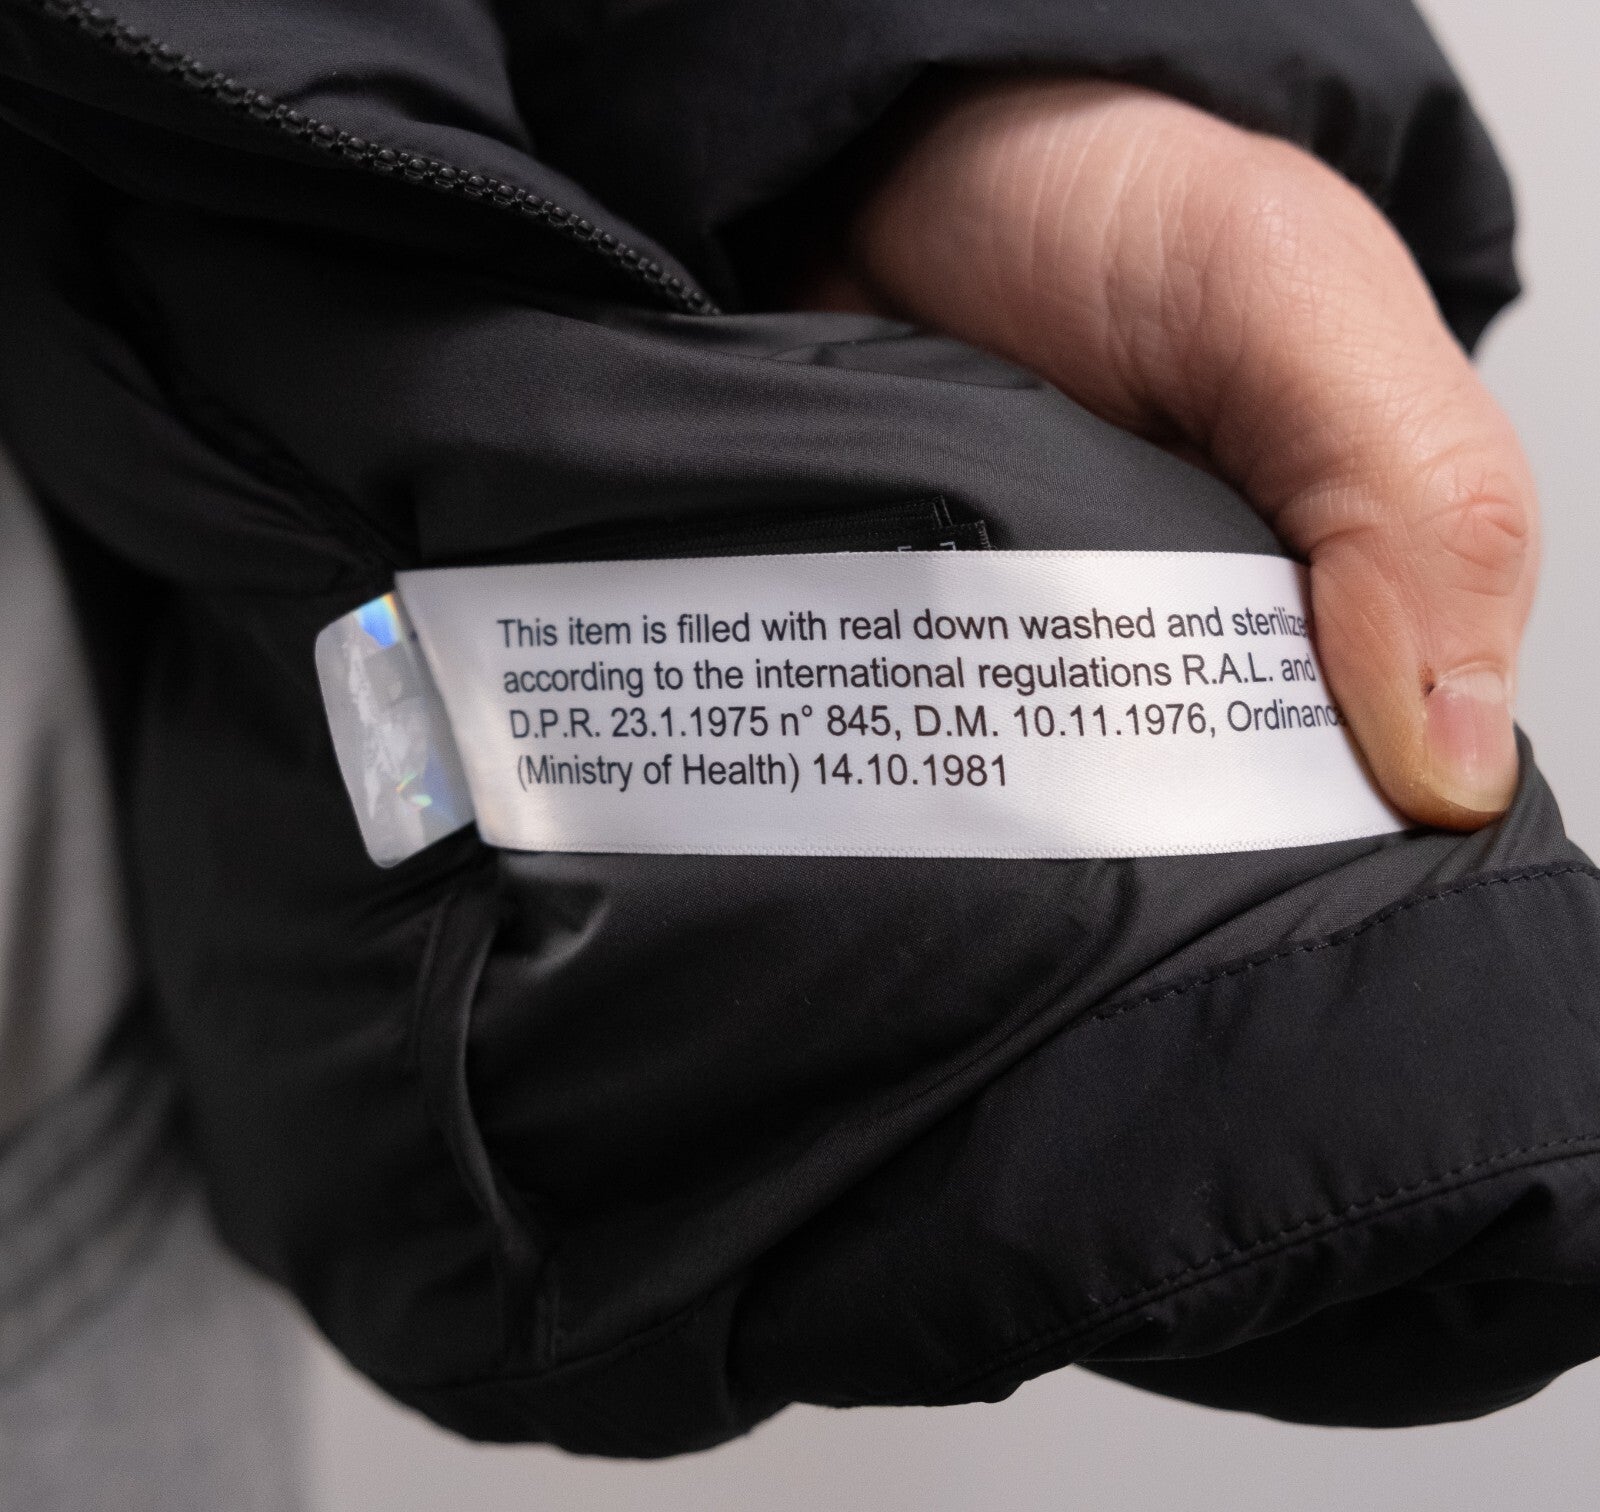 This item is filled with real down washed and sterilize
according to the international regulations R.A.L. and
D.P.R. 23.1.1975 n° 845, D.M. 10.11.1976, Ordinanc
(Ministry of Health) 14.10.1981